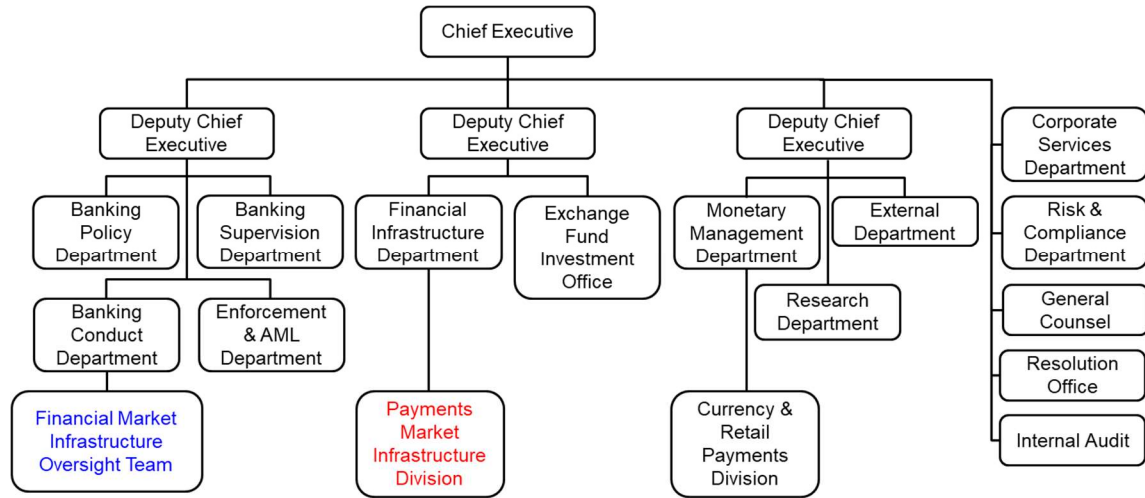 Chief Executive
Deputy Chief
Executive
Deputy Chief
Executive
Deputy Chief
Executive
Corporate
Services
Department
Banking
Policy
Department
Banking
Supervision
Department
Financial
Infrastructure
Department
Exchange
Fund
Investment
Office
Monetary
Management
Department
External
Department
Risk &
Compliance
Department
Banking
Conduct
Department
Enforcement
& AML
Department
Research
Department
General
Counsel
Resolution
Office
Financial Market
Infrastructure
Oversight Team
Payments
Market
Infrastructure
Division
Currency &
Retail
Payments
Division
Internal Audit